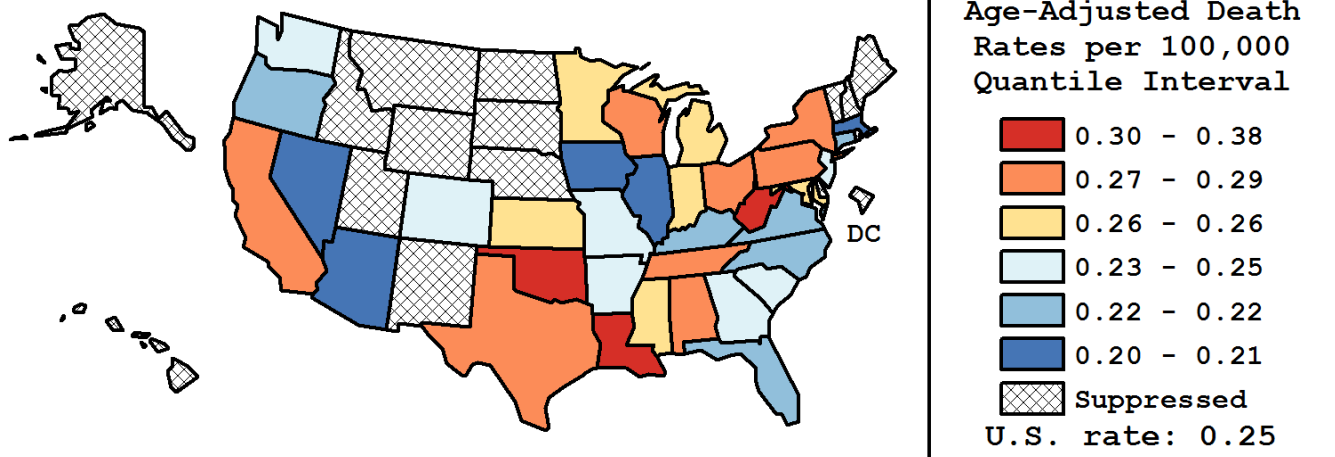 DC
Age-Adjusted Death
Rates per 100,000
Quantile Interval
0.30 - 0.38
0.27 - 0.29
0.26 - 0.26
0.23 - 0.25
0.22 - 0.22
0.20 - 0.21
Suppressed
U.S. rate: 0.25